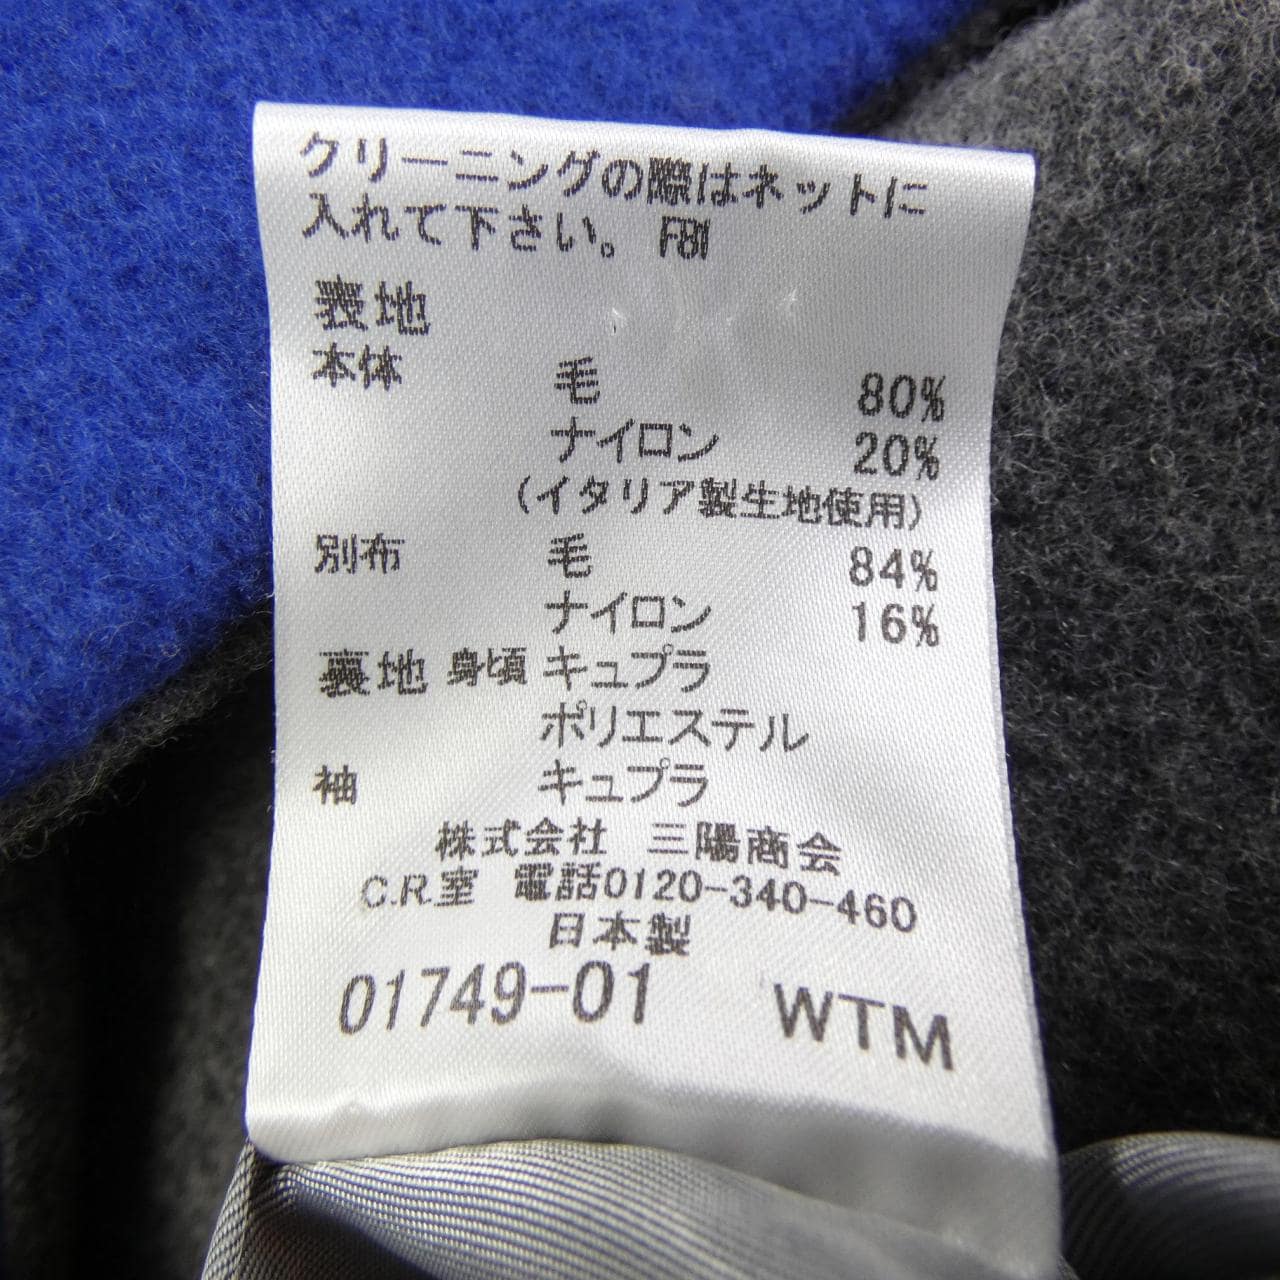 クリーニングの際はネットに
入れて下さい。 F81
表地
本体 毛 80%
ナイロン 20%
(イタリア製生地使用)
別布 毛 84%
ナイロン 16%
裏地 身頃 キュプラ
ポリエステル
袖 キュプラ
株式会社 三陽商会
C.R.室 電話0120-340-460
日本製
01749-01 WTM